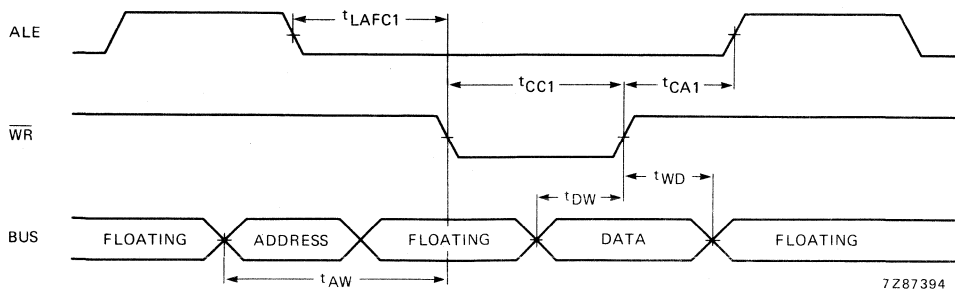 ALE
tLAFC1
tCC1
tCA1
WR
tDW
tWD
BUS
FLOATING
ADDRESS
FLOATING
DATA
FLOATING
tAW
7Z87394